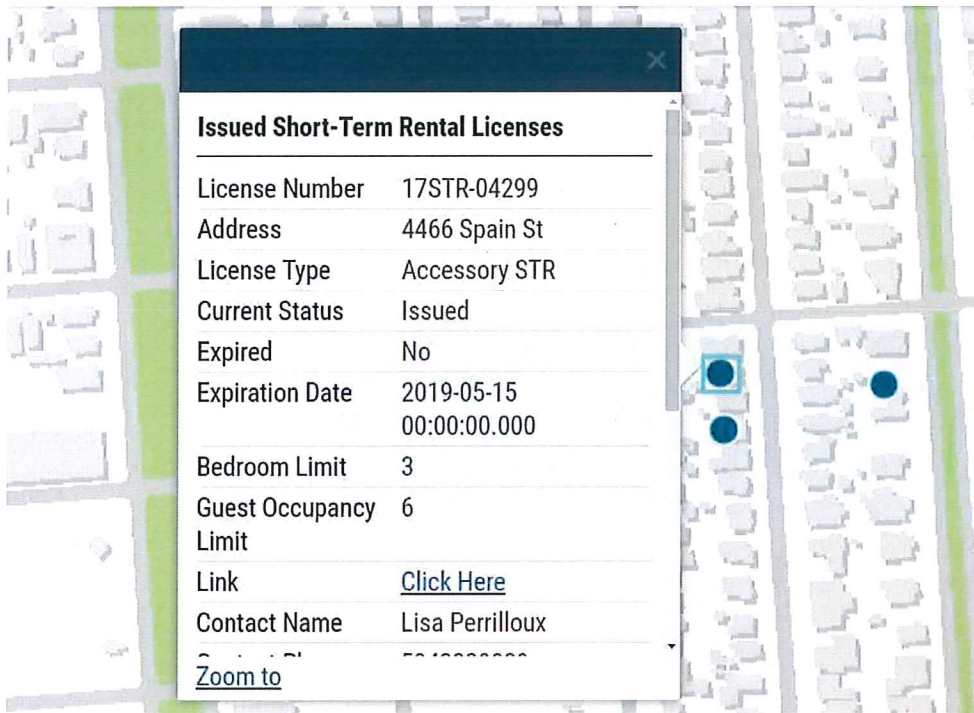 Issued Short-Term Rental Licenses
License Number 17STR-04299
Address 4466 Spain St
License Type Accessory STR
Current Status Issued
Expired No
Expiration Date 2019-05-15
00:00:00.000
Bedroom Limit 3
Guest Occupancy 6
Limit
Link Click Here
Contact Name Lisa Perrilloux
Zoom to